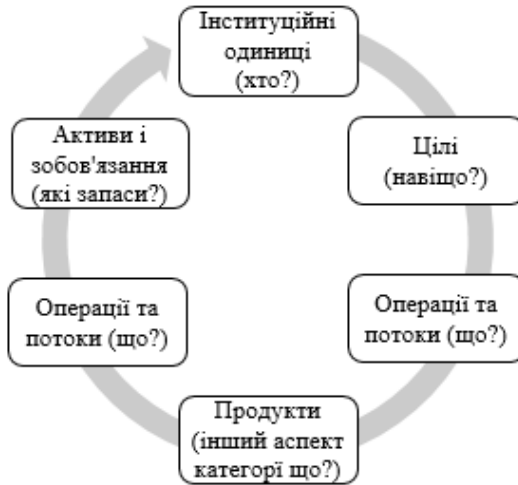 Інституційні
одиниці
(хто?)
Цілі
(навіщо?)
Операції та
потоки (що?)
Продукти
(інший аспект
категорї що?)
Операції та
потоки (що?)
Активи і
зобов'язання
(які запаси?)